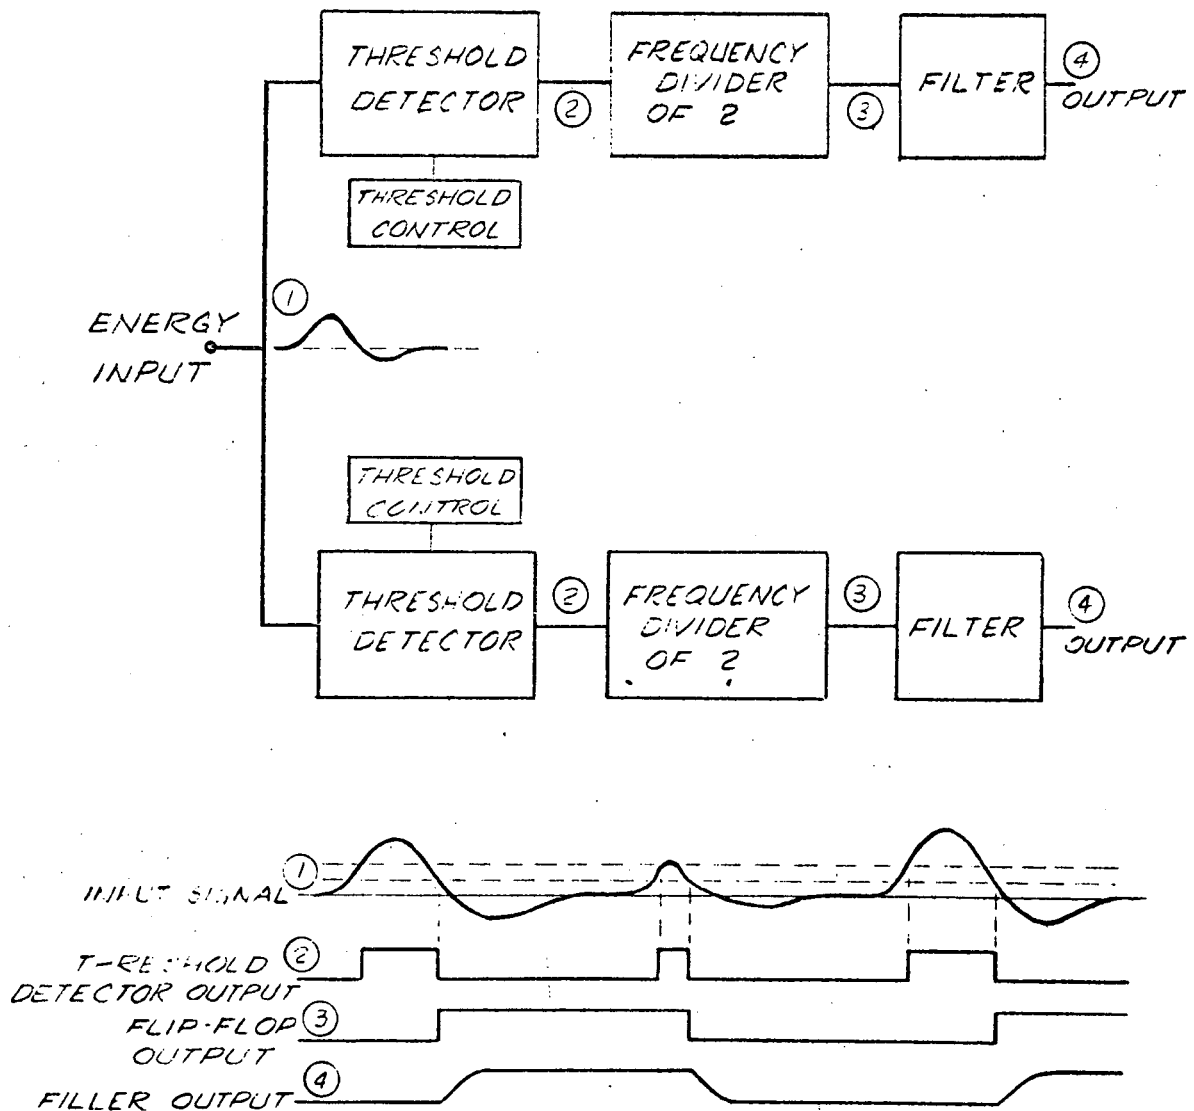 THRESHOLD
DETECTOR
②
FREQUENCY
DIVIDER
OF 2
③
FILTER
④
OUTPUT
THRESHOLD
CONTROL
①
ENERGY
INPUT
THRESHOLD
CONTROL
THRESHOLD
DETECTOR
②
FREQUENCY
DIVIDER
OF 2
③
FILTER
④
OUTPUT
①
INPUT SIGNAL
T-RESHOLD ②
DETECTOR OUTPUT
FLIP-FLOP ③
OUTPUT
FILLER OUTPUT ④